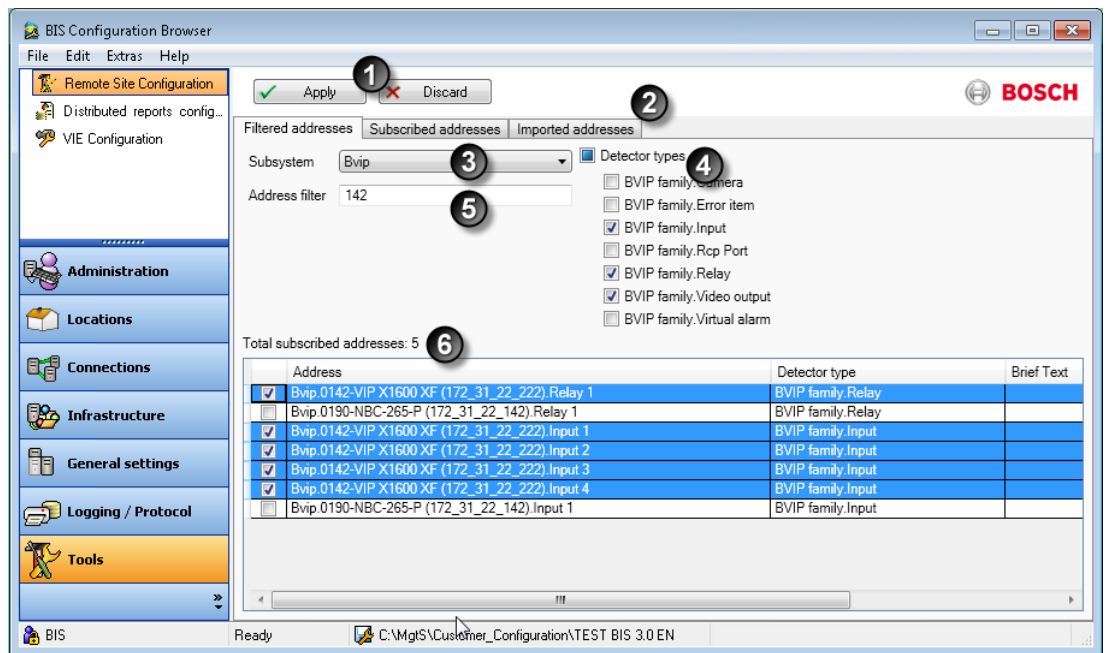 BIS Configuration Browser
File Edit Extras Help
Remote Site Configuration
Distributed reports config...
VIE Configuration
Administration
Locations
Connections
Infrastructure
General settings
Logging / Protocol
Tools
»
1
Apply
Discard
BOSCH
2
Filtered addresses
Subscribed addresses
Imported addresses
Subsystem
Bvip
3
Address filter
142
5
Detector types
4
BVIP family.Camera
BVIP family.Error item
BVIP family.Input
BVIP family.Rcp Port
BVIP family.Relay
BVIP family.Video output
BVIP family.Virtual alarm
Total subscribed addresses: 5
6
Address Detector type Brief Text
Bvip.0142-VIP X1600 XF (172_31_22_222).Relay 1 BVIP family.Relay
Bvip.0190-NBC-265-P (172_31_22_142).Relay 1 BVIP family.Relay
Bvip.0142-VIP X1600 XF (172_31_22_222).Input 1 BVIP family.Input
Bvip.0142-VIP X1600 XF (172_31_22_222).Input 2 BVIP family.Input
Bvip.0142-VIP X1600 XF (172_31_22_222).Input 3 BVIP family.Input
Bvip.0142-VIP X1600 XF (172_31_22_222).Input 4 BVIP family.Input
Bvip.0190-NBC-265-P (172_31_22_142).Input 1 BVIP family.Input
BIS
Ready
C:\MgtS\Customer_Configuration\TEST BIS 3.0 EN